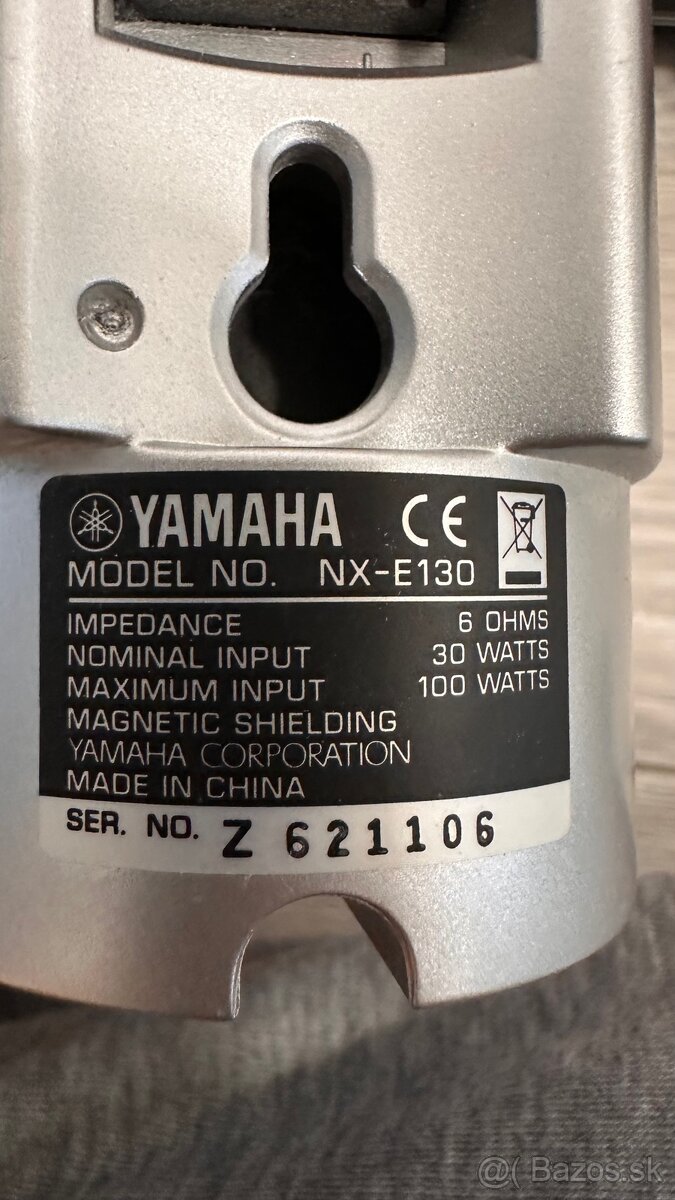 YAMAHA CE
MODEL NO. NX-E130
IMPEDANCE 6 OHMS
NOMINAL INPUT 30 WATTS
MAXIMUM INPUT 100 WATTS
MAGNETIC SHIELDING
YAMAHA CORPORATION
MADE IN CHINA
SER. NO. Z 621106
@( Bazos.sk